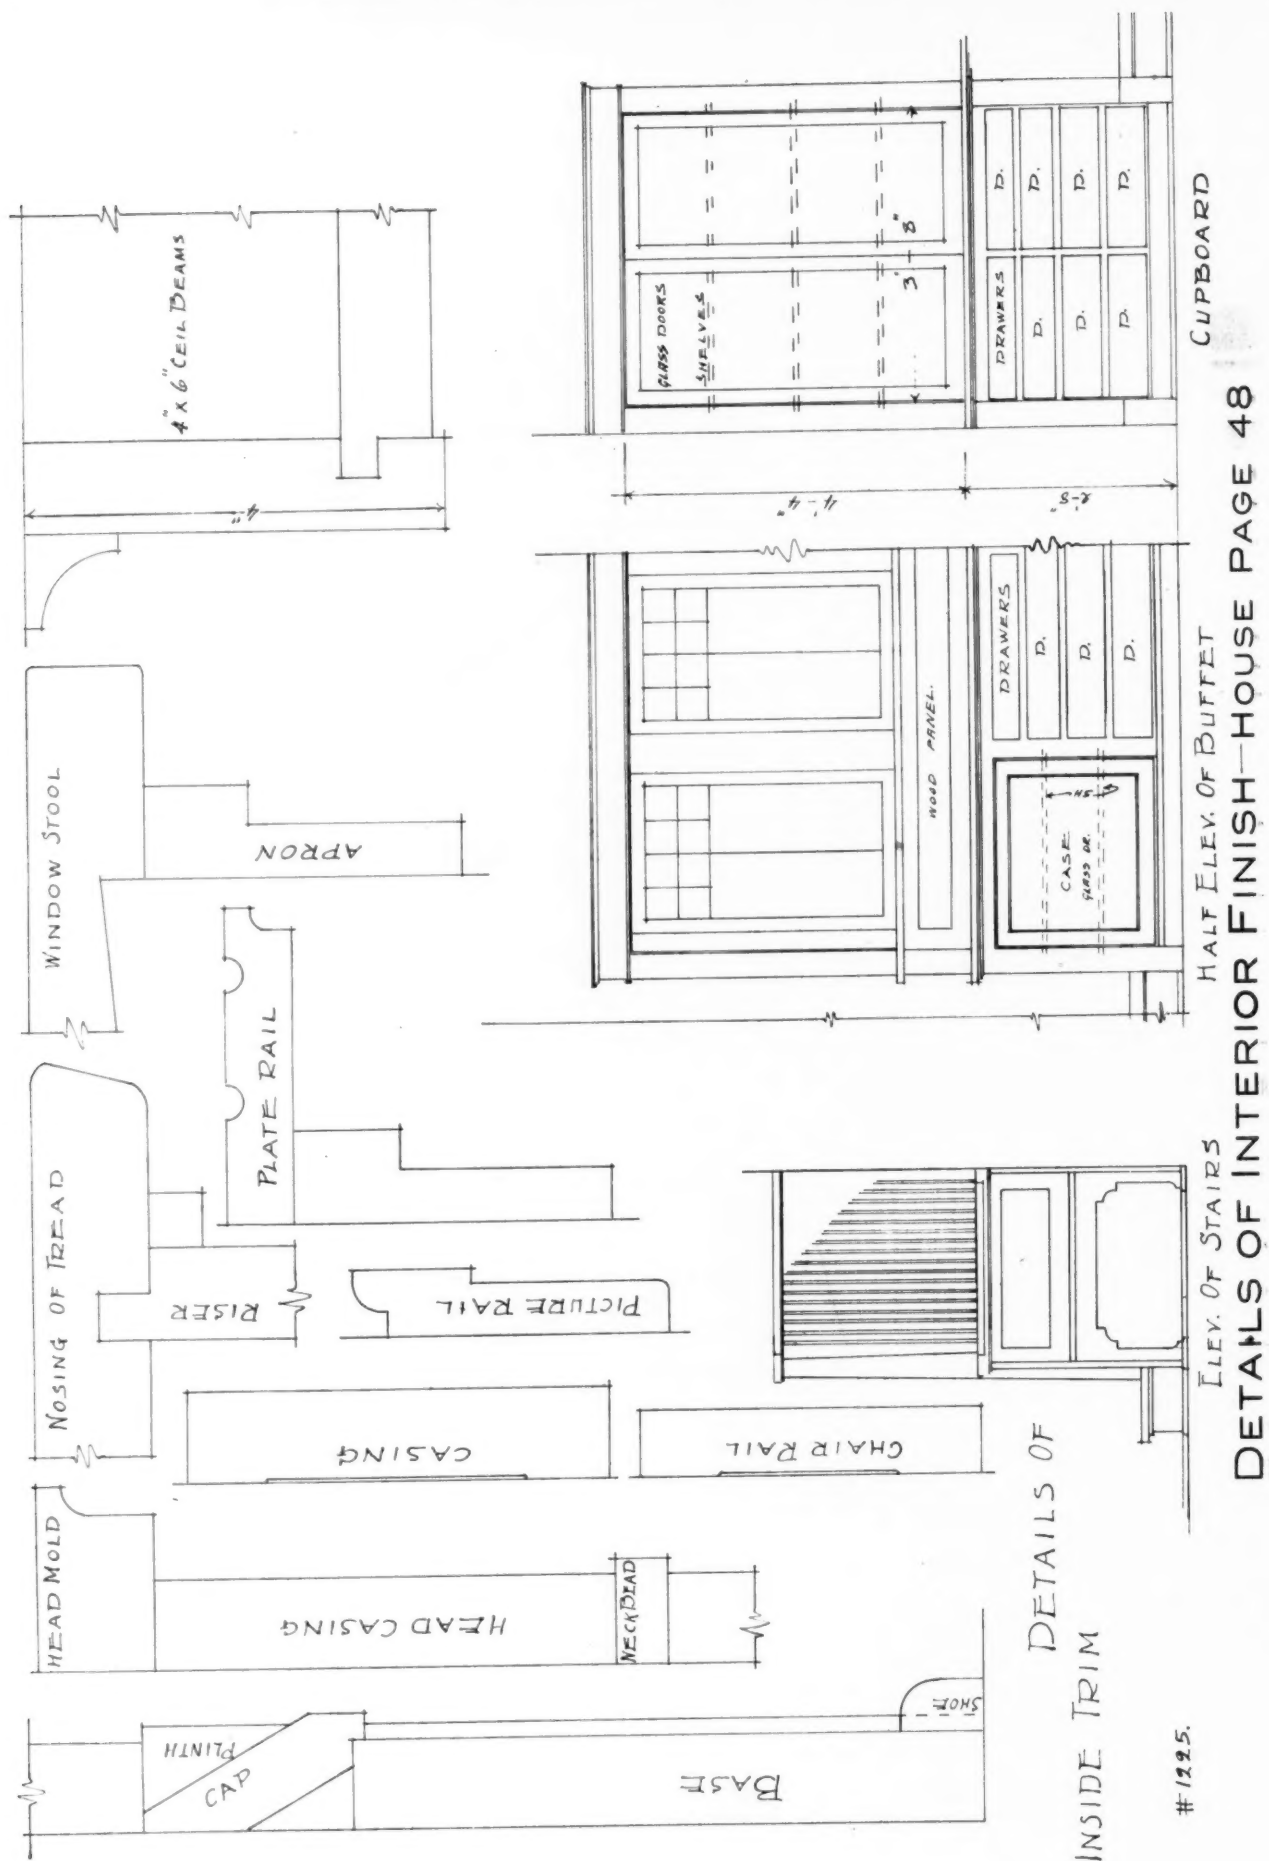 PLINTH
CAP
BASE
SHOE
HEAD MOLD
HEAD CASING
NECK BEAD
NOSING OF TREAD
RISER
CASING
PICTURE RAIL
CHAIR RAIL
PLATE RAIL
WINDOW STOOL
APRON
4"
4" x 6" CEIL BEAMS
DETAILS OF
INSIDE TRIM
#1225.
ELEV. OF STAIRS
WOOD PANEL.
CASE
GLASS DR.
SH
DRAWERS
D.
D.
D.
HALF ELEV. OF BUFFET
4'-4"
2'-5"
GLASS DOORS
SHELVES
3' 8"
DRAWERS D.
D. D.
D. D.
D. D.
CUPBOARD
DETAILS OF INTERIOR FINISH—HOUSE PAGE 48